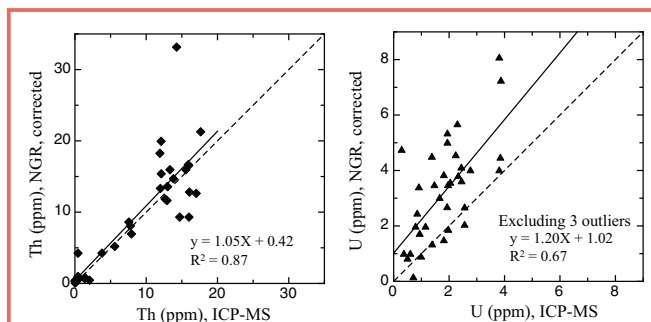 Th (ppm), NGR, corrected
40
30
20
10
0
0
10
20
30
Th (ppm), ICP-MS
y = 1.05X + 0.42
R² = 0.87
U (ppm), NGR, corrected
10
8
6
4
2
0
0
2
4
6
8
U (ppm), ICP-MS
Excluding 3 outliers
y = 1.20X + 1.02
R² = 0.67